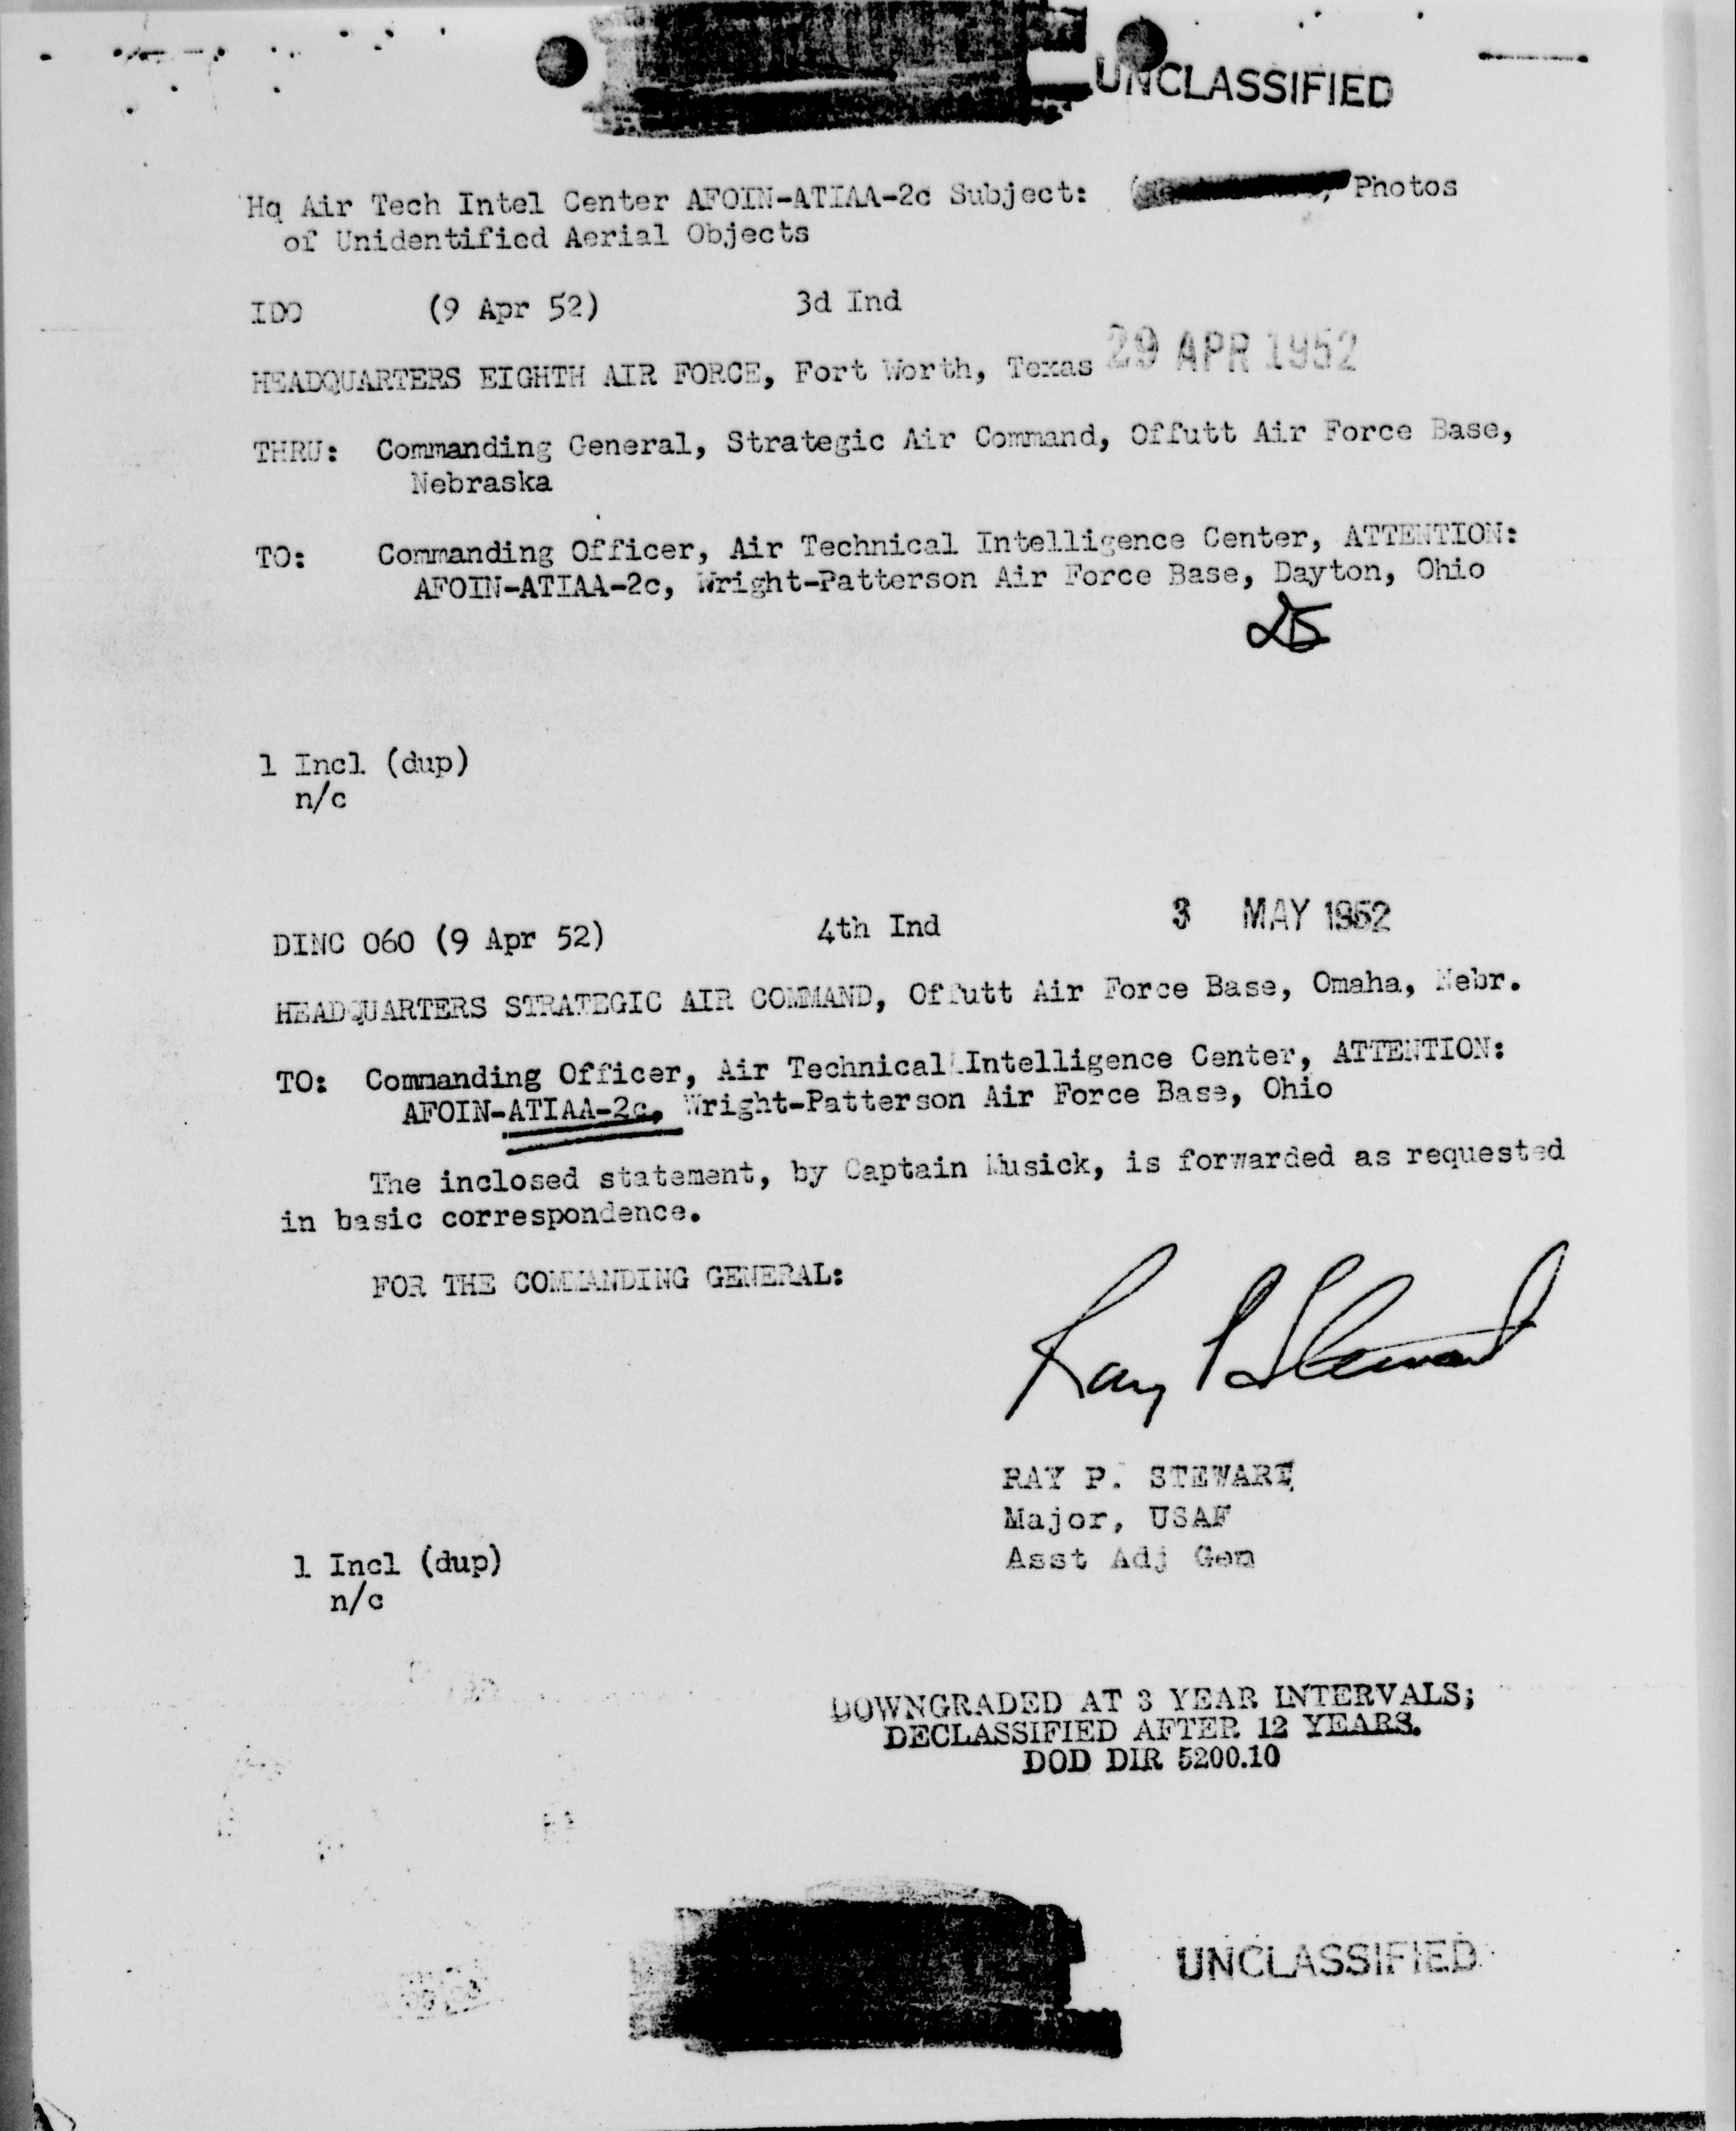 UNCLASSIFIED
Hq Air Tech Intel Center AFOIN-ATIAA-2c Subject: Photos
of Unidentified Aerial Objects
IDO (9 Apr 52) 3d Ind
HEADQUARTERS EIGHTH AIR FORCE, Fort Worth, Texas 29 APR 1952
THRU: Commanding General, Strategic Air Command, Offutt Air Force Base,
Nebraska
TO: Commanding Officer, Air Technical Intelligence Center, ATTENTION:
AFOIN-ATIAA-2c, Wright-Patterson Air Force Base, Dayton, Ohio
1 Incl (dup)
n/c
DINC 060 (9 Apr 52) 4th Ind 3 MAY 1952
HEADQUARTERS STRATEGIC AIR COMMAND, Offutt Air Force Base, Omaha, Nebr.
TO: Commanding Officer, Air Technical Intelligence Center, ATTENTION:
AFOIN-ATIAA-2c, Wright-Patterson Air Force Base, Ohio
The inclosed statement, by Captain Musick, is forwarded as requested
in basic correspondence.
FOR THE COMMANDING GENERAL:
Ray P Stewart
RAY P. STEWART
Major, USAF
Asst Adj Gen
1 Incl (dup)
n/c
DOWNGRADED AT 3 YEAR INTERVALS;
DECLASSIFIED AFTER 12 YEARS.
DOD DIR 5200.10
UNCLASSIFIED